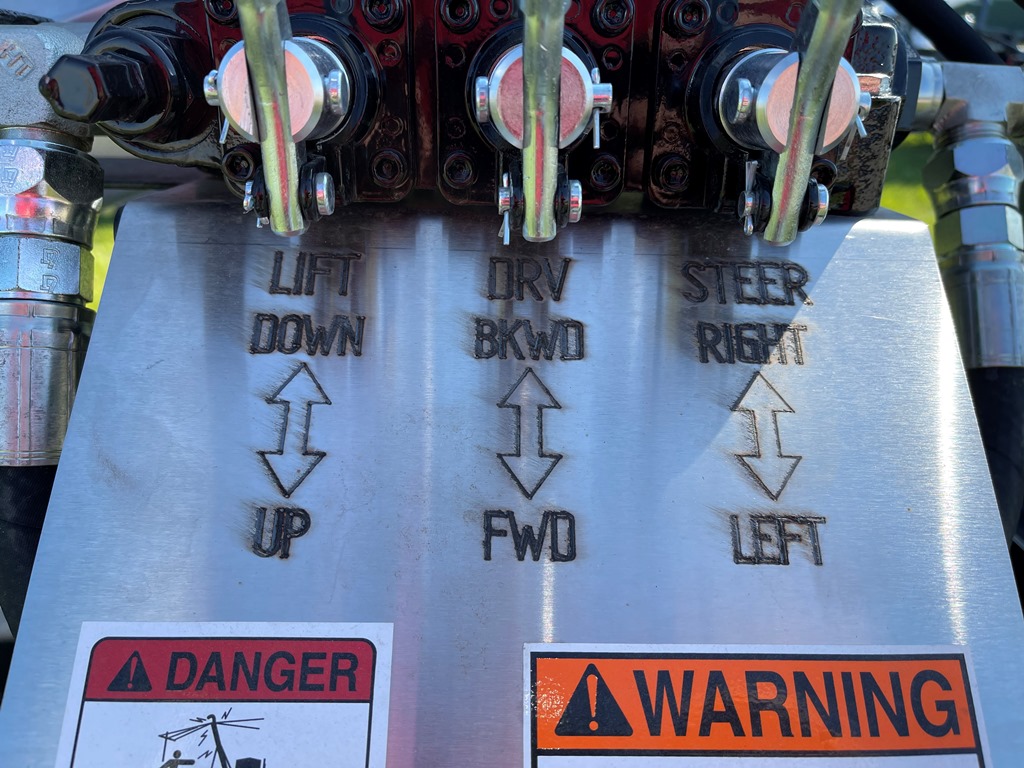 LIFT DRV STEER
DOWN BKWD RIGHT
UP FWD LEFT
DANGER
WARNING